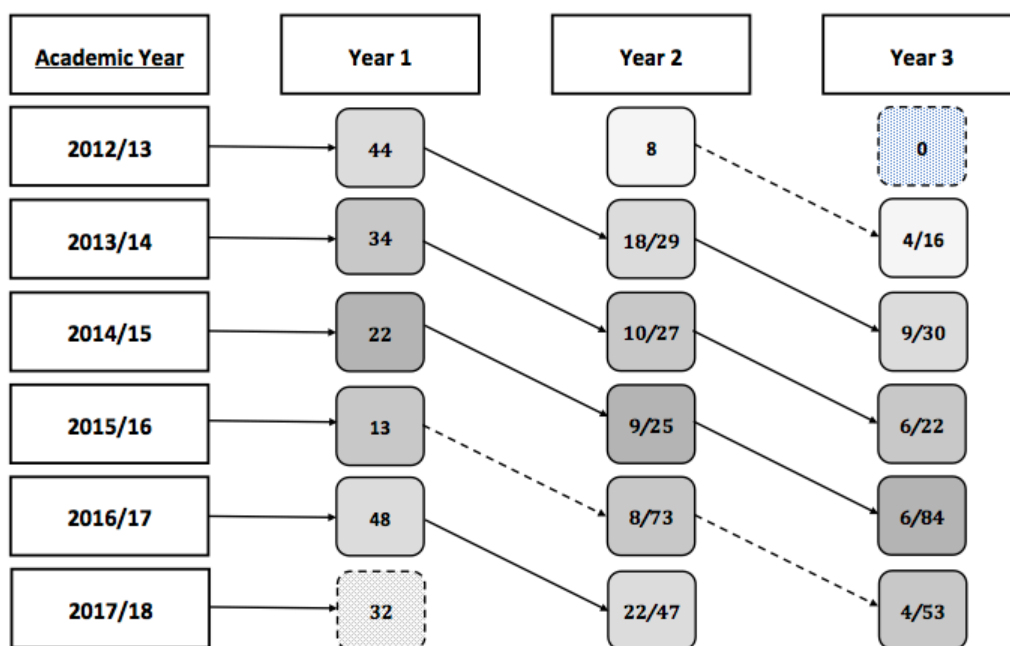 Academic Year Year 1 Year 2 Year 3
2012/13 44 8 0
2013/14 34 18/29 4/16
2014/15 22 10/27 9/30
2015/16 13 9/25 6/22
2016/17 48 8/73 6/84
2017/18 32 22/47 4/53